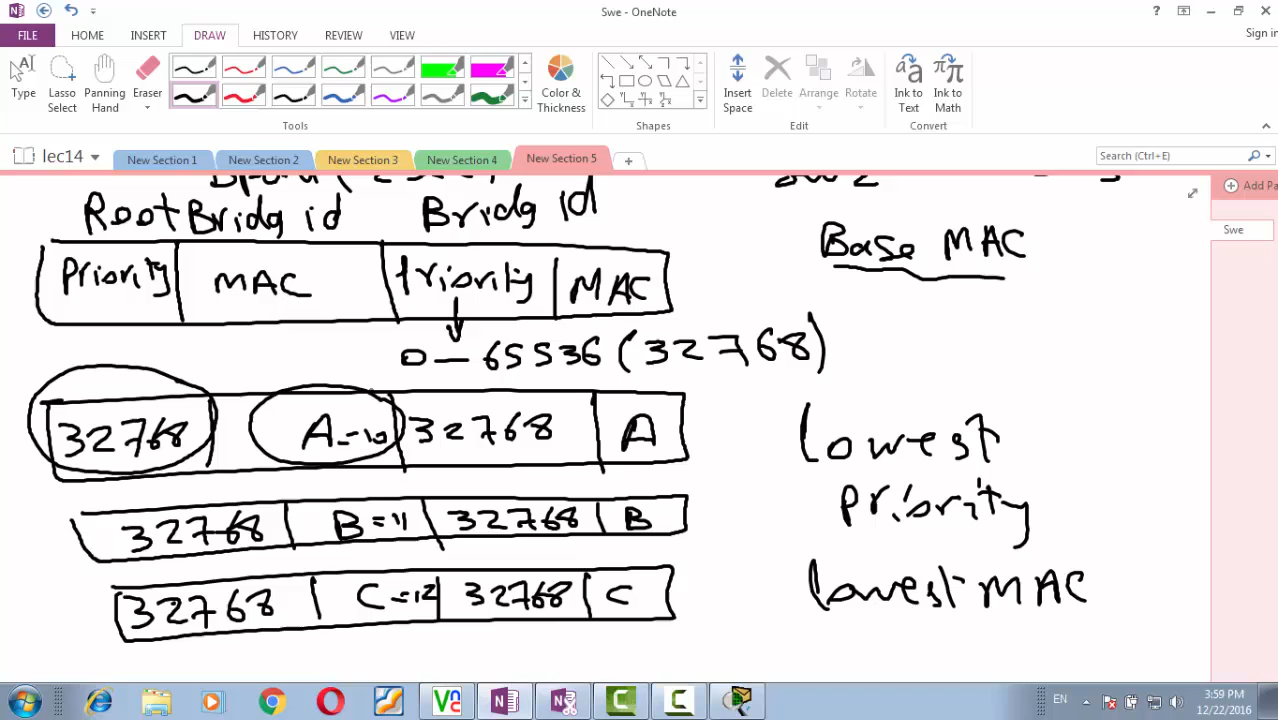 Swe - OneNote
FILE HOME INSERT DRAW HISTORY REVIEW VIEW
Sign in
Type
Lasso Select
Panning Hand
Eraser
Color & Thickness
Insert Space
Delete
Arrange
Rotate
Ink to Text
Ink to Math
Tools
Shapes
Edit
Convert
lec14
New Section 1
New Section 2
New Section 3
New Section 4
New Section 5
Search (Ctrl+E)
Add Pa
Swe
Root Bridg id Bridg id
Base MAC
Priority MAC Priority MAC
0 — 65536 (32768)
32768 A=10 32768 A
lowest
Priority
32768 B=11 32768 B
lowest MAC
32768 C=12 32768 C
EN
3:59 PM
12/22/2016